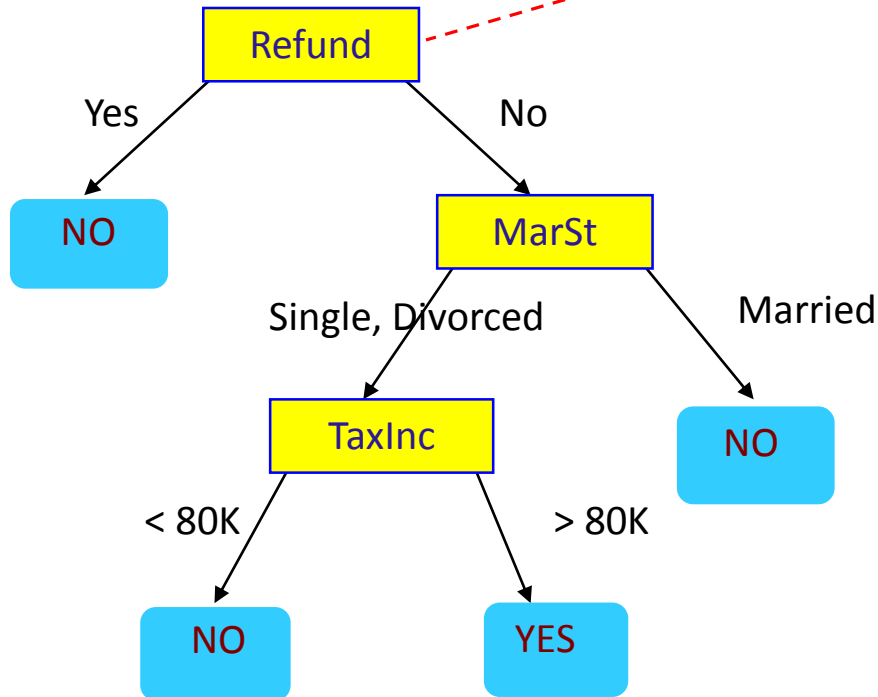 Refund
Yes
No
NO
MarSt
Single, Divorced
Married
TaxInc
NO
< 80K
> 80K
NO
YES